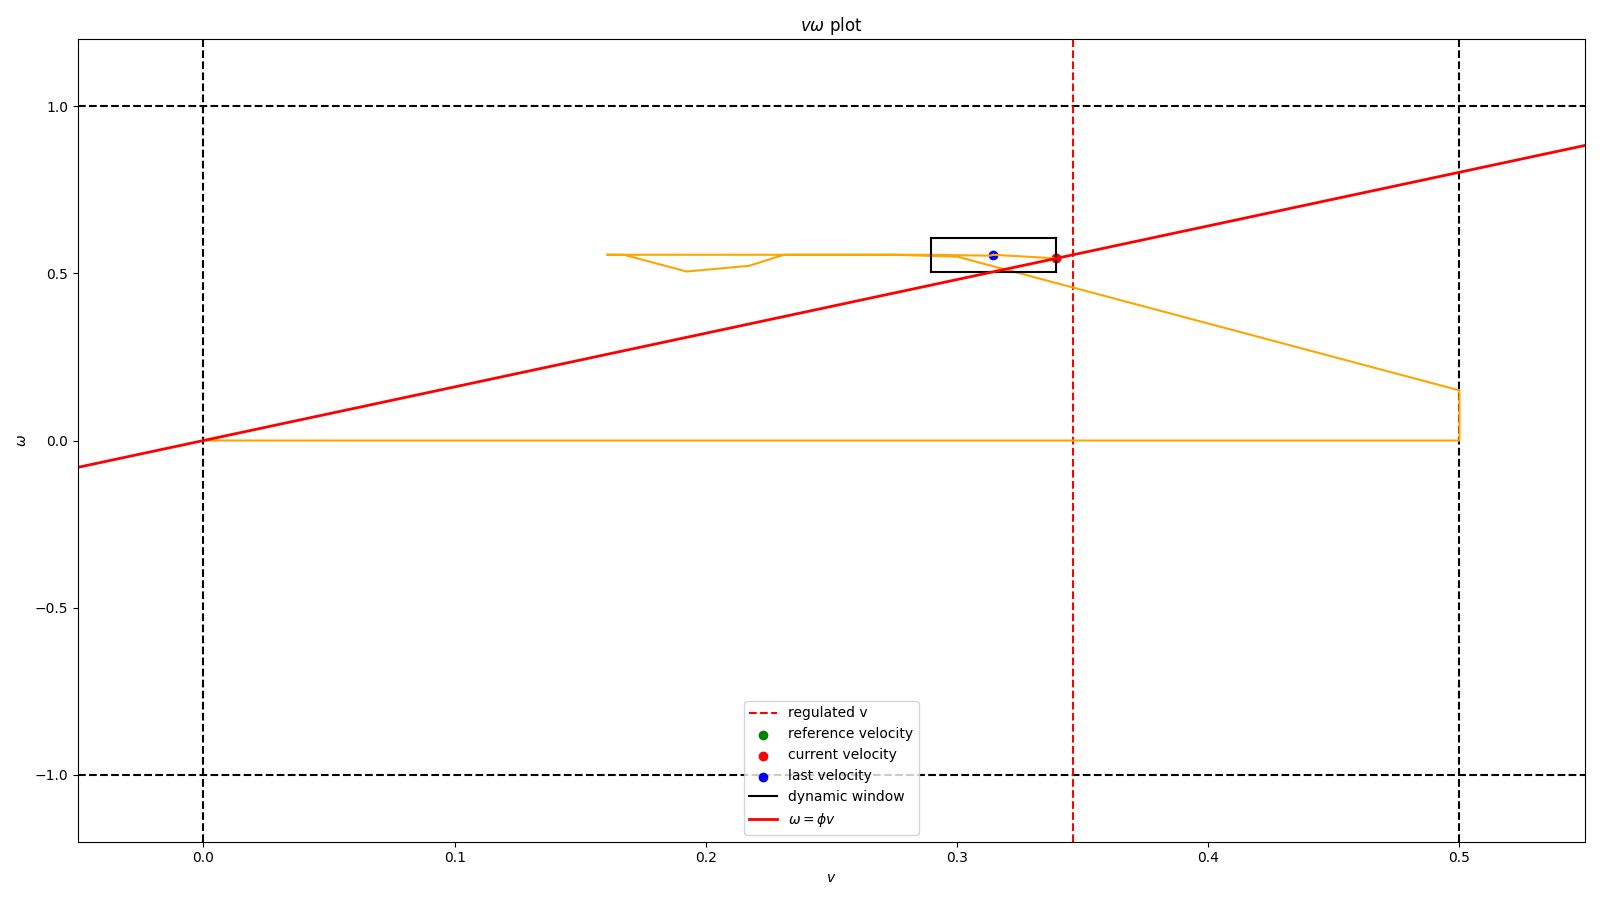 vω plot
1.0
0.5
0.0
−0.5
−1.0
ω
0.0 0.1 0.2 0.3 0.4 0.5
v
regulated v
reference velocity
current velocity
last velocity
dynamic window
ω = ϕv